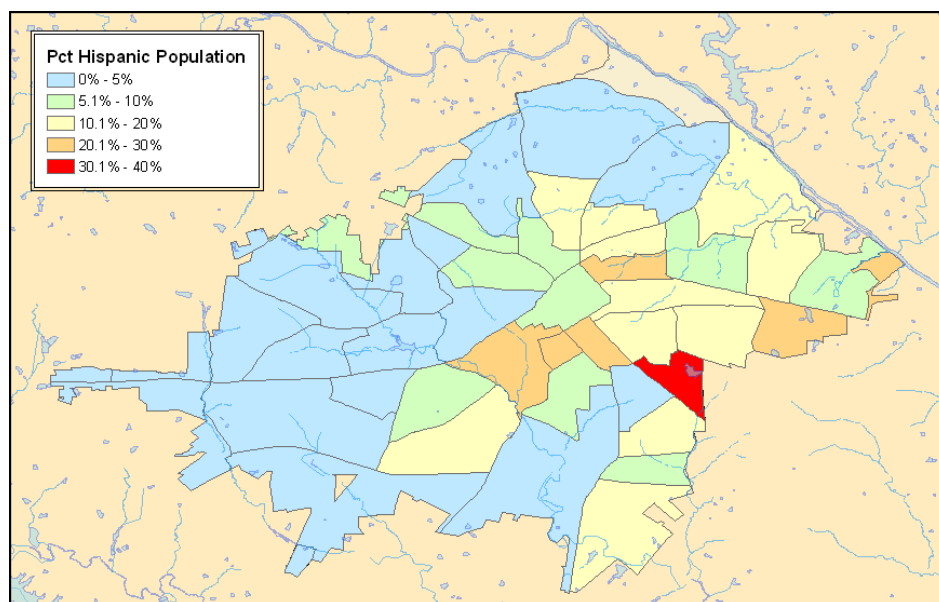 Pct Hispanic Population
0% - 5%
5.1% - 10%
10.1% - 20%
20.1% - 30%
30.1% - 40%